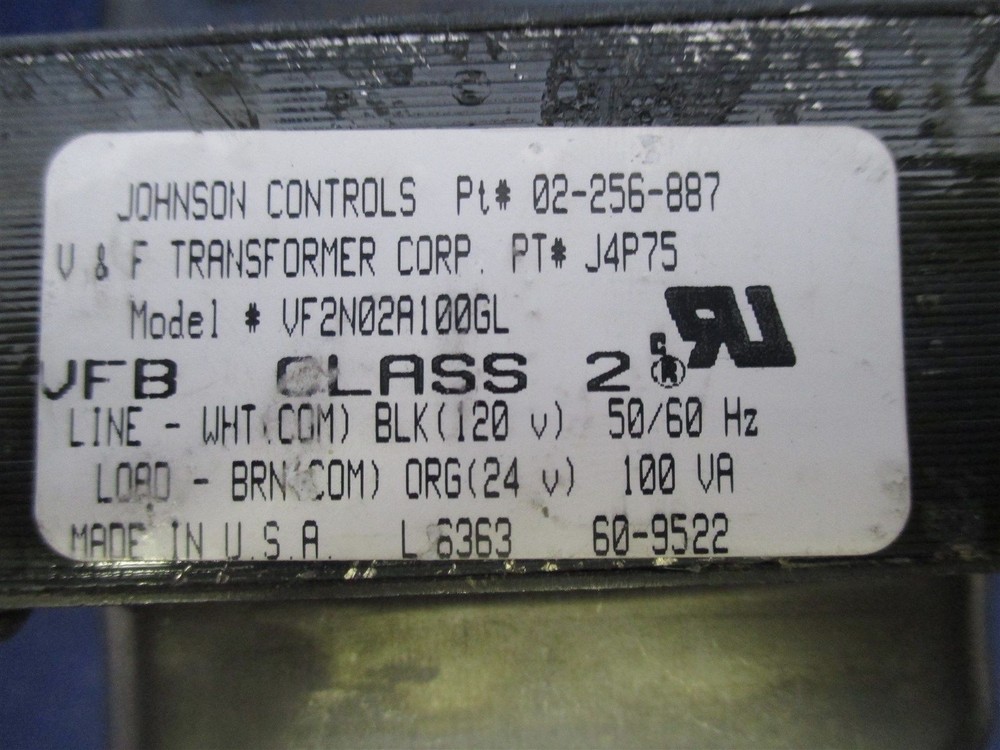 JOHNSON CONTROLS Pt# 02-256-887
V & F TRANSFORMER CORP. PT# J4P75
Model # VF2N02A100GL
VFB CLASS 2
LINE - WHT(COM) BLK(120 v) 50/60 Hz
LOAD - BRN(COM) ORG(24 v) 100 VA
MADE IN U.S.A. L 6363 60-9522